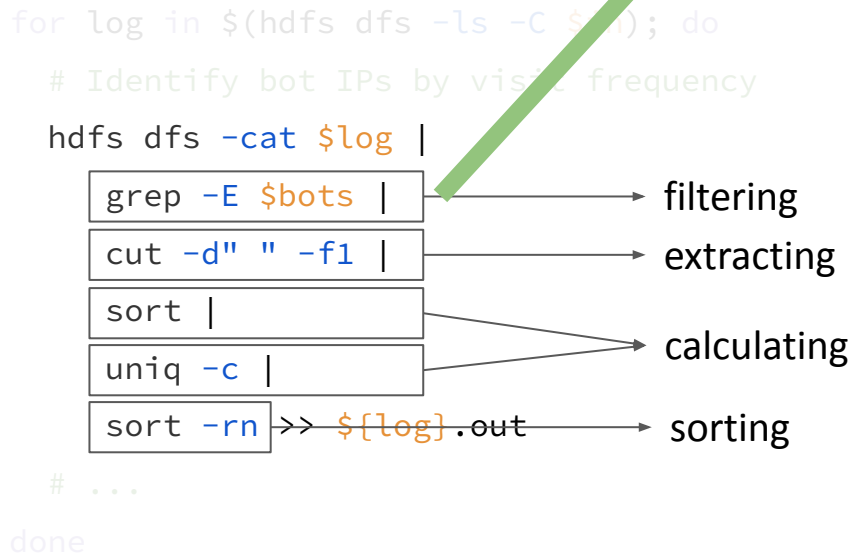 for log in $(hdfs dfs -ls -C $ ); do
# Identify bot IPs by visit frequency
hdfs dfs -cat $log |
grep -E $bots | filtering
cut -d" " -f1 | extracting
sort |
calculating
uniq -c |
sort -rn >> ${log}.out sorting
# ...
done